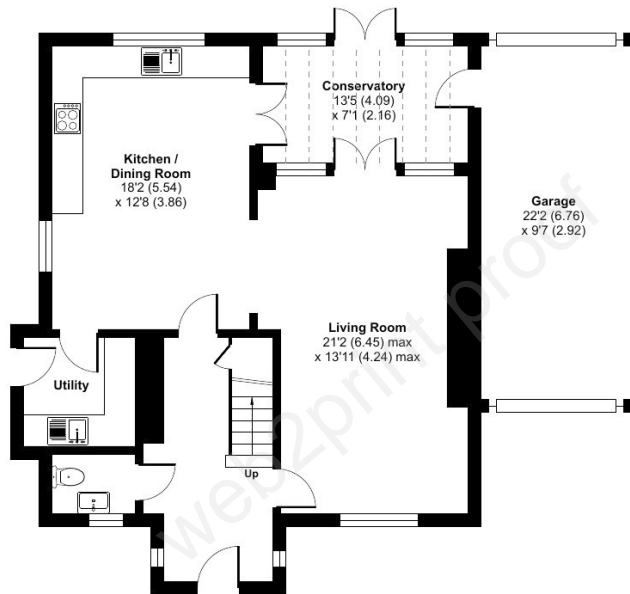 Conservatory
13'5 (4.09)
x 7'1 (2.16)
Kitchen /
Dining Room
18'2 (5.54)
x 12'8 (3.86)
Garage
22'2 (6.76)
x 9'7 (2.92)
Living Room
21'2 (6.45) max
x 13'11 (4.24) max
Utility
Up
web2print proof